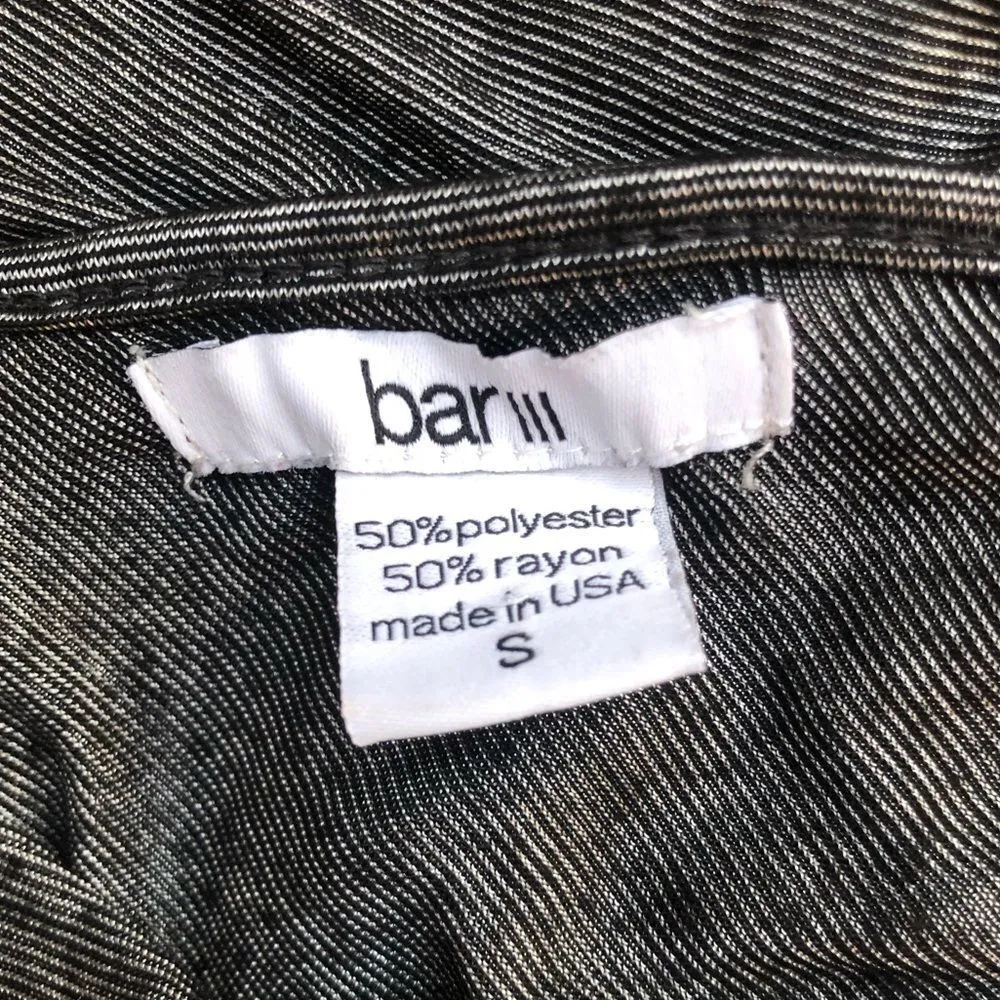 bar III
50% polyester
50% rayon
made in USA
S